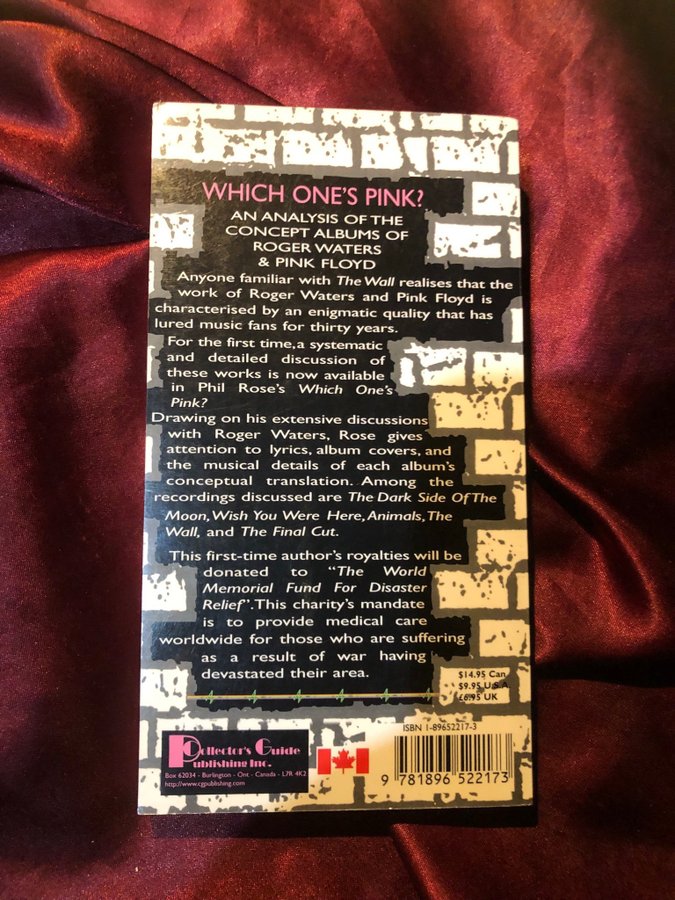 WHICH ONE'S PINK?
AN ANALYSIS OF THE
CONCEPT ALBUMS OF
ROGER WATERS
& PINK FLOYD
Anyone familiar with The Wall realises that the
work of Roger Waters and Pink Floyd is
characterised by an enigmatic quality that has
lured music fans for thirty years.
For the first time, a systematic
and detailed discussion of
these works is now available
in Phil Rose's Which One's
Pink?
Drawing on his extensive discussions
with Roger Waters, Rose gives
attention to lyrics, album covers, and
the musical details of each album's
conceptual translation. Among the
recordings discussed are The Dark Side Of The
Moon, Wish You Were Here, Animals, The
Wall, and The Final Cut.
This first-time author's royalties will be
donated to "The World
Memorial Fund For Disaster
Relief". This charity's mandate
is to provide medical care
worldwide for those who are suffering
as a result of war having
devastated their area.
$14.95 Can
$9.95 U.S.A.
£6.95 UK
ISBN 1-89652217-3
9 781896 522173
Collector's Guide
Publishing Inc.
Box 62034 - Burlington - Ont - Canada - L7R 4K2
http://www.cgpublishing.com